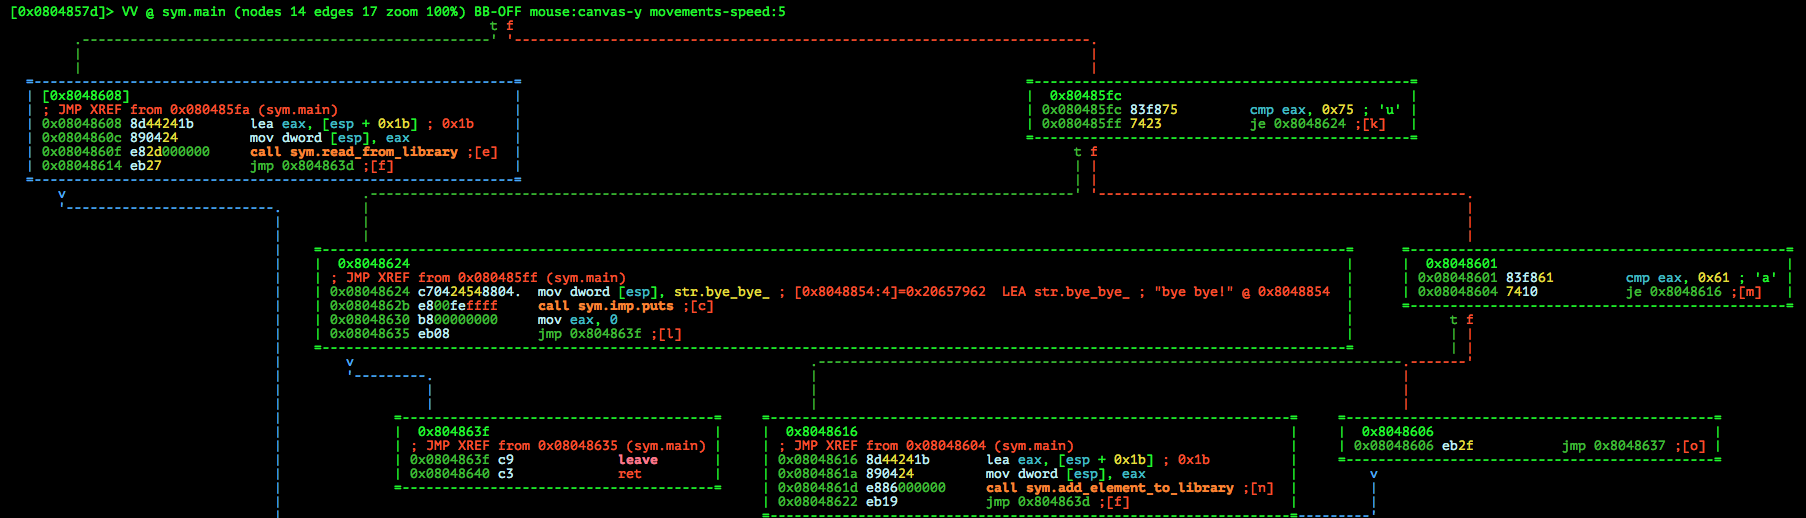 [0x0804857d]> VV @ sym.main (nodes 14 edges 17 zoom 100%) BB-OFF mouse:canvas-y movements-speed:5
t f
[0x8048608]
; JMP XREF from 0x080485fa (sym.main)
0x08048608 8d44241b lea eax, [esp + 0x1b] ; 0x1b
0x0804860c 890424 mov dword [esp], eax
0x0804860f e82d000000 call sym.read_from_library ;[e]
0x08048614 eb27 jmp 0x804863d ;[f]
v
0x80485fc
0x080485fc 83f875 cmp eax, 0x75 ; 'u'
0x080485ff 7423 je 0x8048624 ;[k]
t f
0x8048624
; JMP XREF from 0x080485ff (sym.main)
0x08048624 c70424548804. mov dword [esp], str.bye_bye_ ; [0x8048854:4]=0x20657962 LEA str.bye_bye_ ; "bye bye!" @ 0x8048854
0x0804862b e800feffff call sym.imp.puts ;[c]
0x08048630 b800000000 mov eax, 0
0x08048635 eb08 jmp 0x804863f ;[l]
v
0x8048601
0x08048601 83f861 cmp eax, 0x61 ; 'a'
0x08048604 7410 je 0x8048616 ;[m]
t f
0x804863f
; JMP XREF from 0x08048635 (sym.main)
0x0804863f c9 leave
0x08048640 c3 ret
0x8048616
; JMP XREF from 0x08048604 (sym.main)
0x08048616 8d44241b lea eax, [esp + 0x1b] ; 0x1b
0x0804861a 890424 mov dword [esp], eax
0x0804861d e886000000 call sym.add_element_to_library ;[n]
0x08048622 eb19 jmp 0x804863d ;[f]
0x8048606
0x08048606 eb2f jmp 0x8048637 ;[o]
v